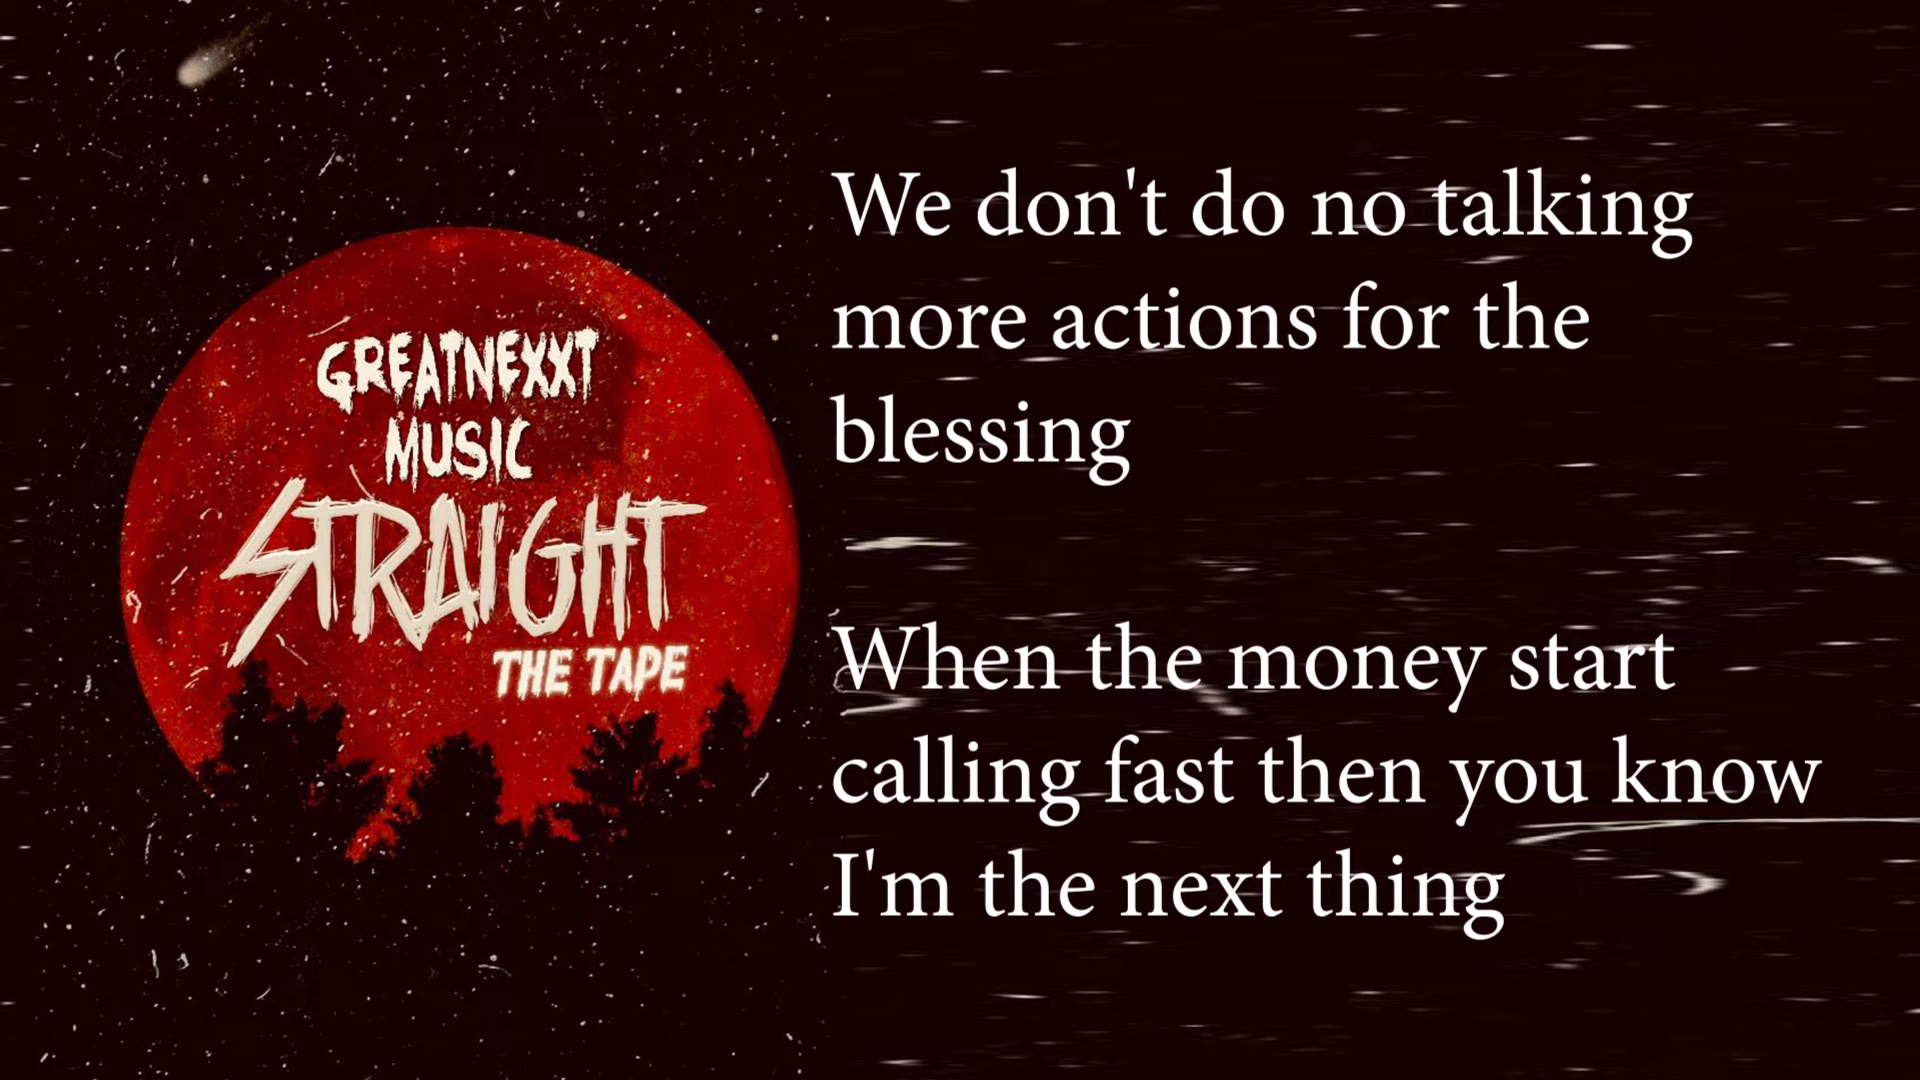 GREATNEXXT
MUSIC
STRAIGHT
THE TAPE
We don't do no talking
more actions for the
blessing
When the money start
calling fast then you know
I'm the next thing